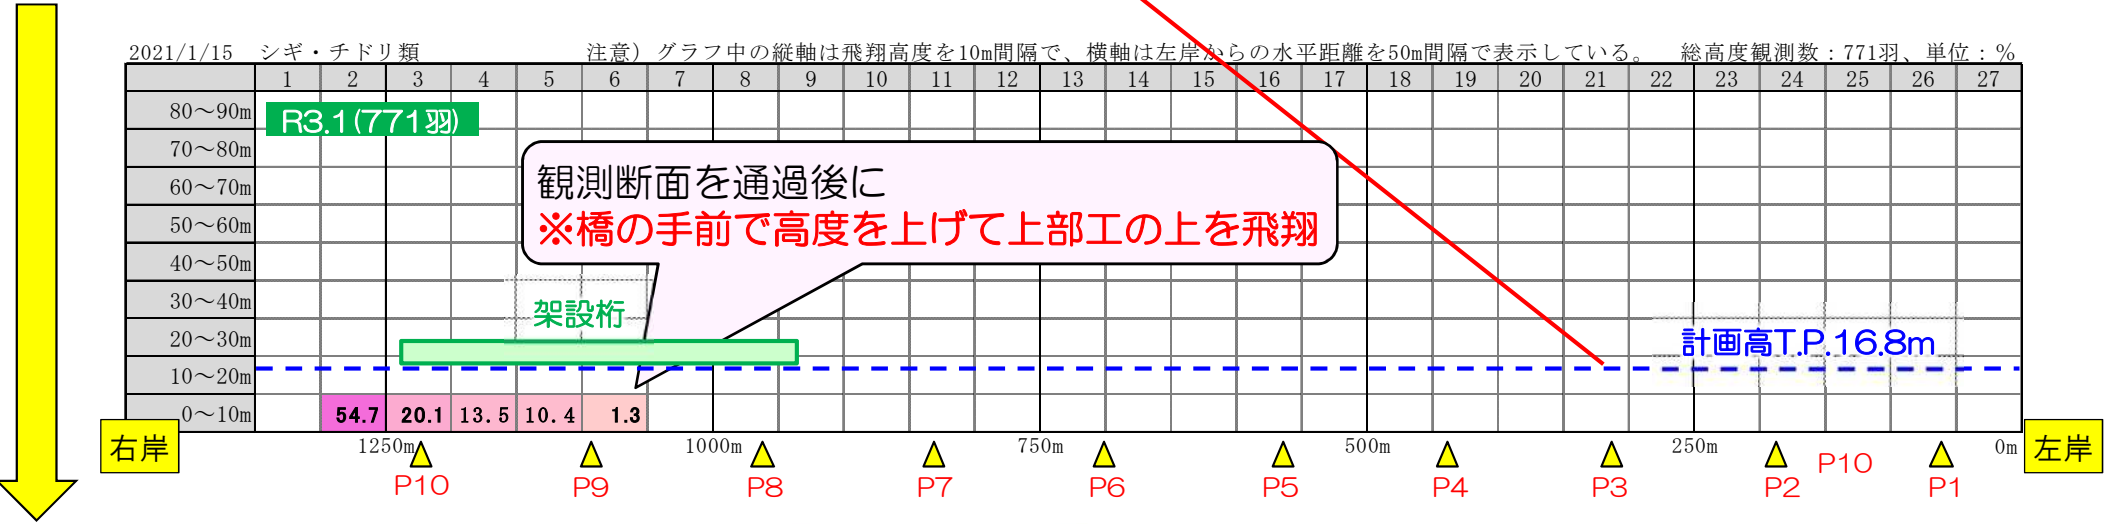 2021/1/15 シギ・チドリ類 注意）グラフ中の縦軸は飛翔高度を10m間隔で、横軸は左岸からの水平距離を50m間隔で表示している。 総高度観測数：771羽、単位：％
1 2 3 4 5 6 7 8 9 10 11 12 13 14 15 16 17 18 19 20 21 22 23 24 25 26 27
80～90m
R3.1(771羽)
70～80m
60～70m
観測断面を通過後に
50～60m
※橋の手前で高度を上げて上部工の上を飛翔
40～50m
30～40m
架設桁
20～30m
計画高T.P.16.8m
10～20m
0～10m 54.7 20.1 13.5 10.4 1.3
右岸 1250m 1000m 750m 500m 250m 0m 左岸
P10 P9 P8 P7 P6 P5 P4 P3 P2 P10 P1